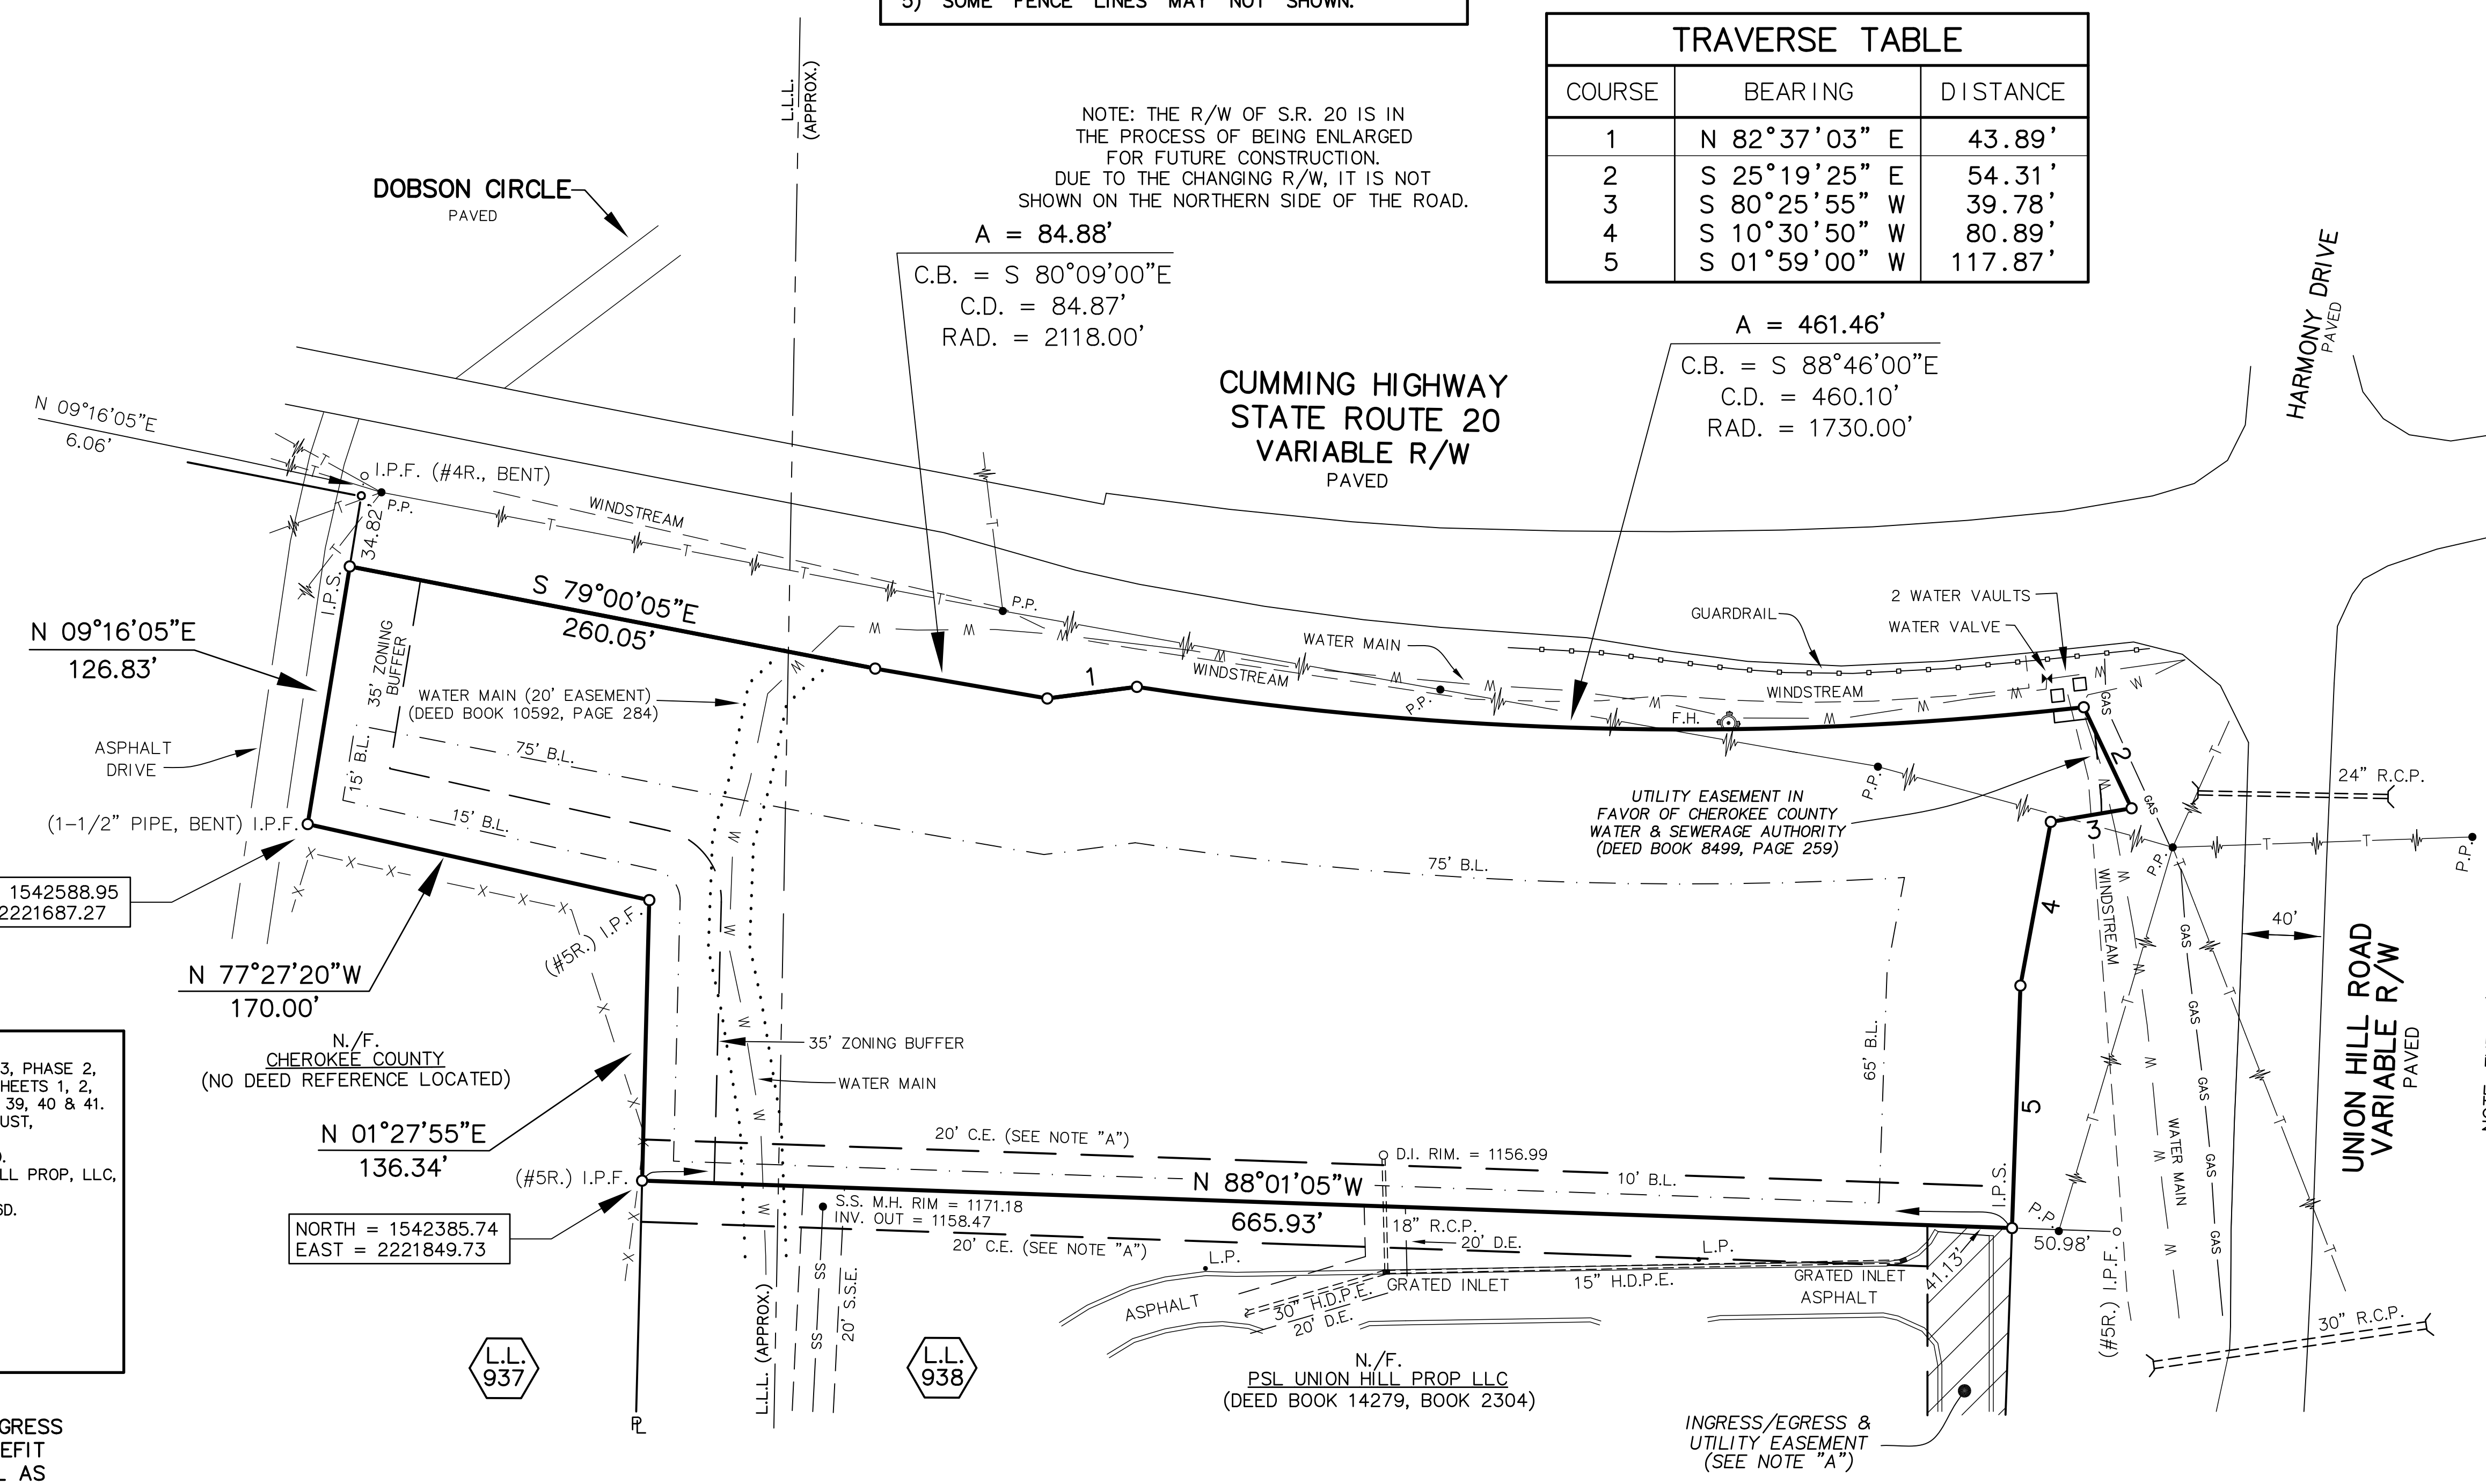 5) SOME FENCE LINES MAY NOT SHOWN.
TRAVERSE TABLE
COURSE BEARING DISTANCE
1 N 82°37'03" E 43.89'
2 S 25°19'25" E 54.31'
3 S 80°25'55" W 39.78'
4 S 10°30'50" W 80.89'
5 S 01°59'00" W 117.87'
L.L.L.
(APPROX.)
NOTE: THE R/W OF S.R. 20 IS IN
THE PROCESS OF BEING ENLARGED
FOR FUTURE CONSTRUCTION.
DUE TO THE CHANGING R/W, IT IS NOT
SHOWN ON THE NORTHERN SIDE OF THE ROAD.
DOBSON CIRCLE
PAVED
A = 84.88'
C.B. = S 80°09'00"E
C.D. = 84.87'
RAD. = 2118.00'
A = 461.46'
C.B. = S 88°46'00"E
C.D. = 460.10'
RAD. = 1730.00'
HARMONY DRIVE
PAVED
CUMMING HIGHWAY
STATE ROUTE 20
VARIABLE R/W
PAVED
N 09°16'05"E
6.06'
I.P.F. (#4R., BENT)
P.P.
34.82'
I.P.S.
WINDSTREAM
S 79°00'05"E
260.05'
P.P.
1
WATER MAIN
WINDSTREAM
P.P.
GUARDRAIL
2 WATER VAULTS
WATER VALVE
WINDSTREAM
F.H.
GAS
2
3
P.P.
GAS
24" R.C.P.
P.P.
P.P.
N 09°16'05"E
126.83'
35' ZONING
BUFFER
WATER MAIN (20' EASEMENT)
(DEED BOOK 10592, PAGE 284)
ASPHALT
DRIVE
15' B.L.
75' B.L.
15' B.L.
(1-1/2" PIPE, BENT) I.P.F.
1542588.95
2221687.27
UTILITY EASEMENT IN
FAVOR OF CHEROKEE COUNTY
WATER & SEWERAGE AUTHORITY
(DEED BOOK 8499, PAGE 259)
75' B.L.
4
WINDSTREAM
40'
UNION HILL ROAD
VARIABLE R/W
PAVED
(#5R.) I.P.F.
N 77°27'20"W
170.00'
N./F.
CHEROKEE COUNTY
(NO DEED REFERENCE LOCATED)
35' ZONING BUFFER
WATER MAIN
65' B.L.
5
GAS
GAS
GAS
GAS
GAS
WATER MAIN
3, PHASE 2,
HEETS 1, 2,
39, 40 & 41.
UST,
LL PROP, LLC,
N 01°27'55"E
136.34'
(#5R.) I.P.F.
NORTH = 1542385.74
EAST = 2221849.73
20' C.E. (SEE NOTE "A")
D.I. RIM. = 1156.99
N 88°01'05"W
665.93'
10' B.L.
I.P.S.
P.P.
50.98'
(#5R.) I.P.F.
S.S. M.H. RIM = 1171.18
INV. OUT = 1158.47
20' C.E. (SEE NOTE "A")
18" R.C.P.
20' D.E.
L.P.
L.P.
41.13'
GRATED INLET
15" H.D.P.E.
GRATED INLET
ASPHALT
ASPHALT
30" H.D.P.E.
20' D.E.
30" R.C.P.
SS
SS
20' S.S.E.
L.L.L. (APPROX.)
L.L.
937
L.L.
938
PL
N./F.
PSL UNION HILL PROP LLC
(DEED BOOK 14279, BOOK 2304)
INGRESS/EGRESS &
UTILITY EASEMENT
(SEE NOTE "A")
GRESS
EFIT
AS